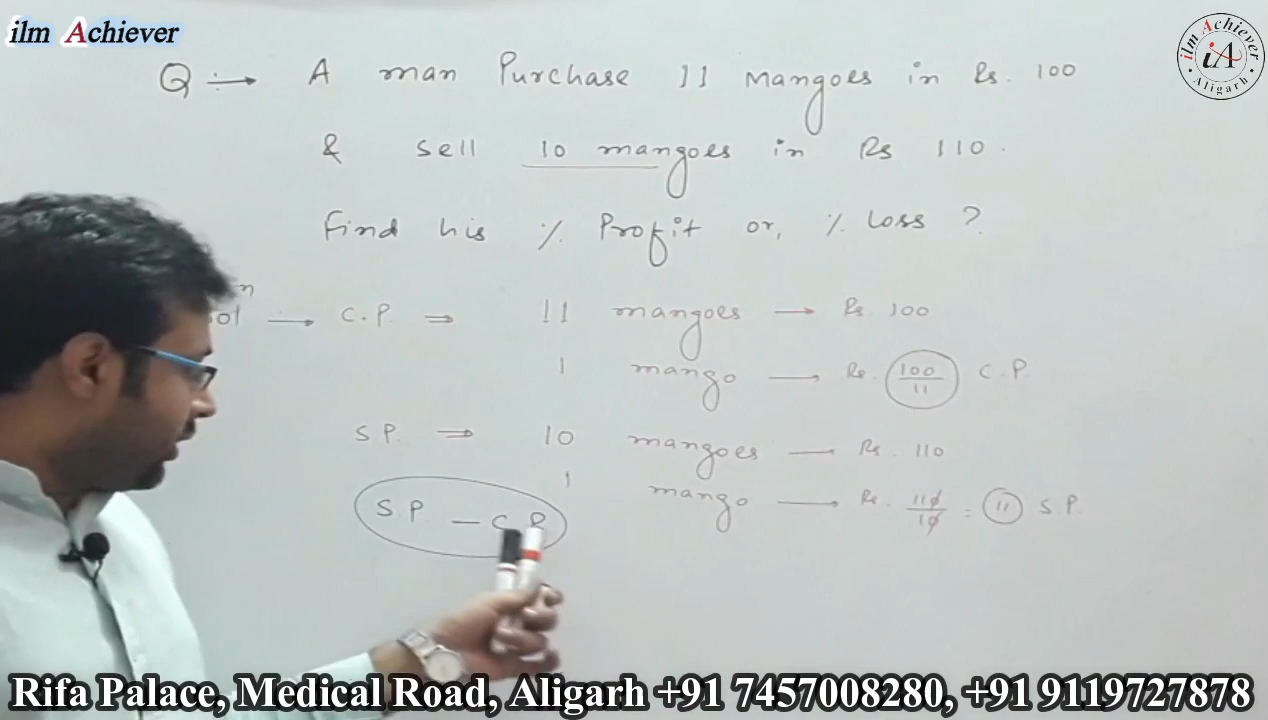 ilm Achiever
ilm Achiever
iA
Aligarh
Q :→ A man Purchase 11 Mangoes in Rs. 100
& sell 10 mangoes in Rs 110.
Find his % Profit or, % Loss ?
Sol n → C.P. ⇒ 11 mangoes → Rs. 100
1 mango → Rs. 100/11 C.P.
S.P. ⇒ 10 mangoes — Rs. 110
1 mango → Rs. 110/10 = 11 S.P.
S.P. — C.P.
Rifa Palace, Medical Road, Aligarh +91 7457008280, +91 9119727878